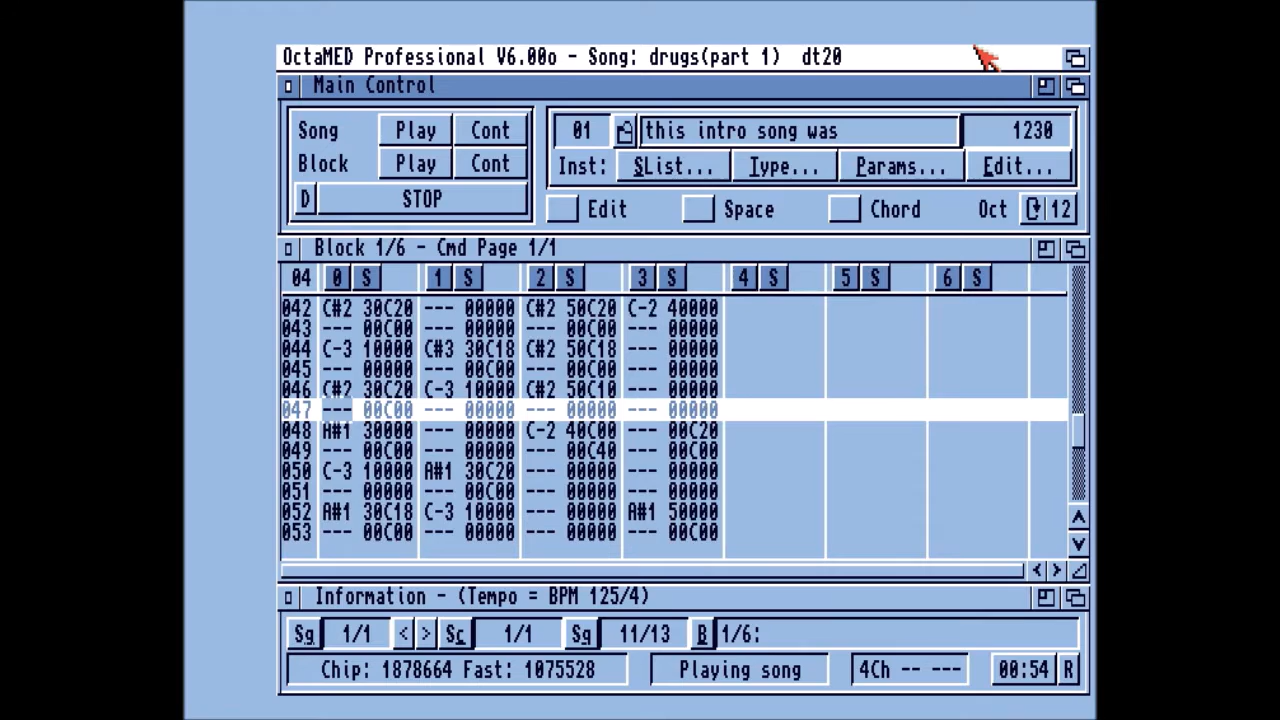 OctaMED Professional V6.00o - Song: drugs(part 1) dt20
Main Control
Song Play Cont 01 this intro song was 1230
Block Play Cont Inst: SList... Type... Params... Edit...
D STOP Edit Space Chord Oct 12
Block 1/6 - Cmd Page 1/1
04 0 S 1 S 2 S 3 S 4 S 5 S 6 S
042 C#2 30C20 --- 00000 C#2 50C20 C-2 40000
043 --- 00C00 --- 00000 --- 00C00 --- 00000
044 C-3 10000 C#3 30C18 C#2 50C18 --- 00000
045 --- 00000 --- 00C00 --- 00C00 --- 00000
046 C#2 30C20 C-3 10000 C#2 50C10 --- 00000
047 --- 00C00 --- 00000 --- 00000 --- 00000
048 A#1 30000 --- 00000 C-2 40C00 --- 00C20
049 --- 00C00 --- 00000 --- 00C40 --- 00C00
050 C-3 10000 A#1 30C20 --- 00000 --- 00000
051 --- 00000 --- 00C00 --- 00000 --- 00000
052 A#1 30C18 C-3 10000 --- 00000 A#1 50000
053 --- 00C00 --- 00000 --- 00000 --- 00C00
Information - (Tempo = BPM 125/4)
Sg 1/1 < > Sc 1/1 Sq 11/13 B 1/6:
Chip: 1878664 Fast: 1075528 Playing song 4Ch -- --- 00:54 R